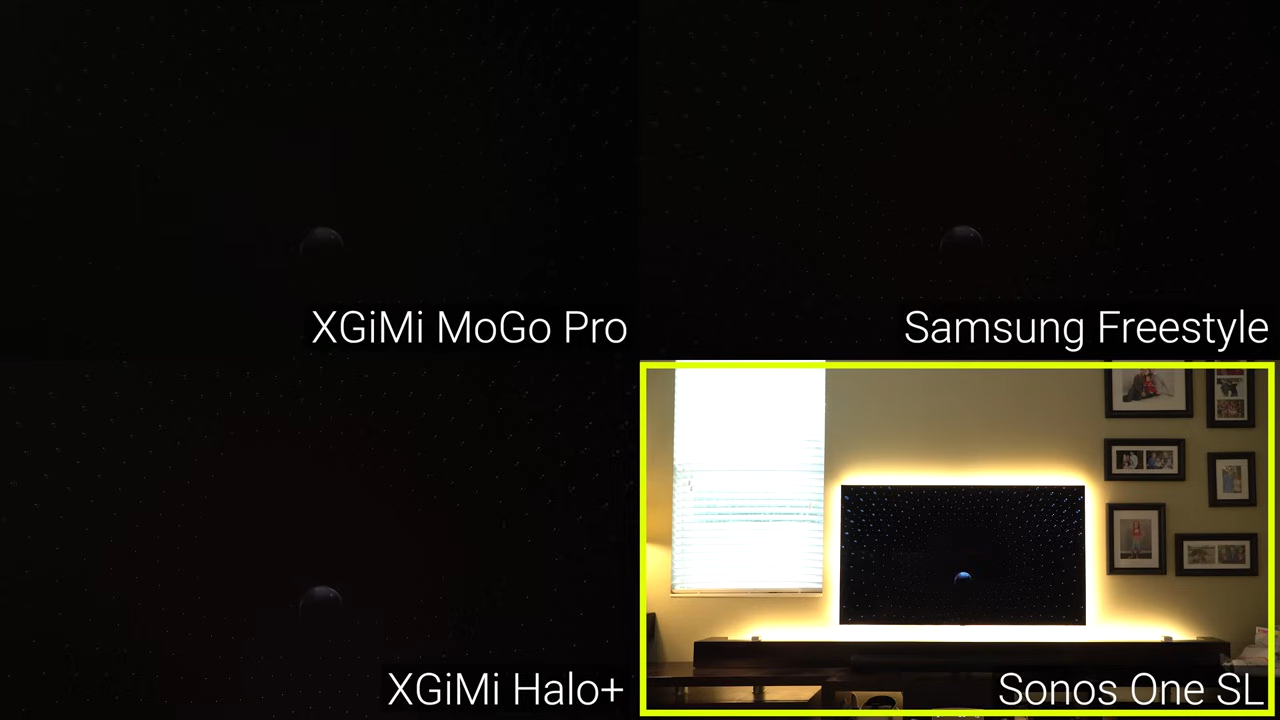 XGiMi MoGo Pro
Samsung Freestyle
XGiMi Halo+
Sonos One SL